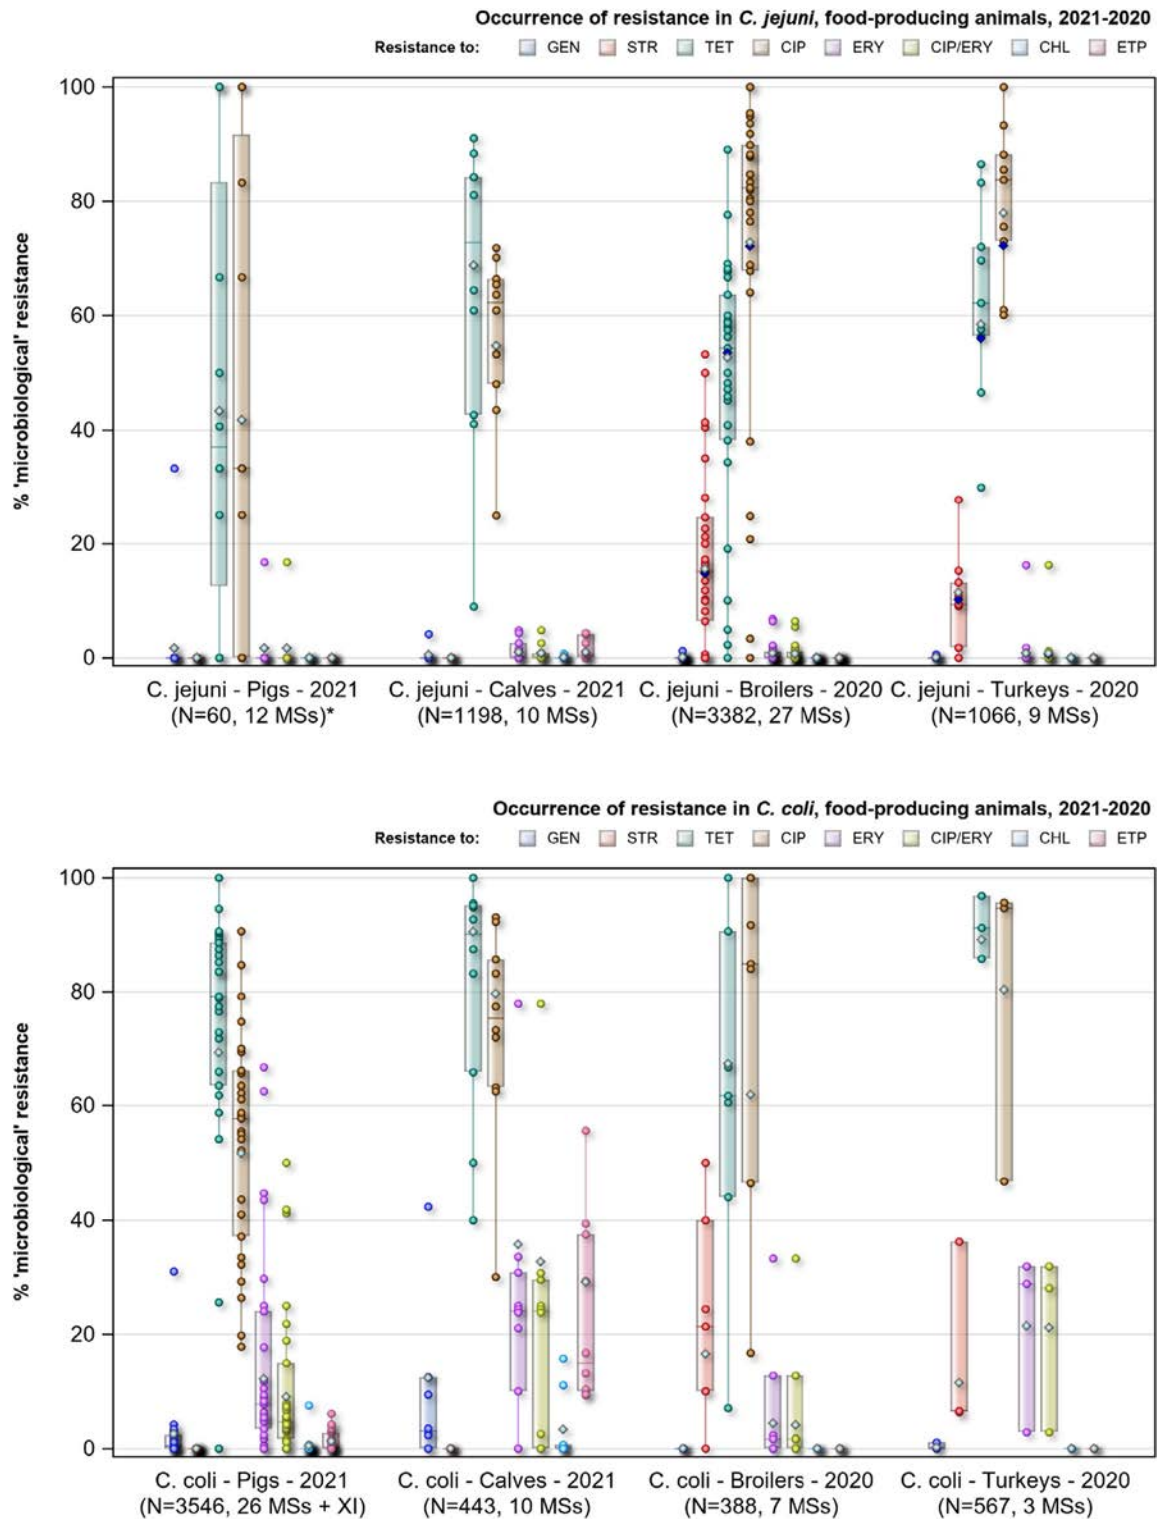 Occurrence of resistance in C. jejuni, food-producing animals, 2021-2020
Resistance to: GEN STR TET CIP ERY CIP/ERY CHL ETP
% 'microbiological' resistance
100
80
60
40
20
0
C. jejuni - Pigs - 2021 C. jejuni - Calves - 2021 C. jejuni - Broilers - 2020 C. jejuni - Turkeys - 2020
(N=60, 12 MSs)* (N=1198, 10 MSs) (N=3382, 27 MSs) (N=1066, 9 MSs)
Occurrence of resistance in C. coli, food-producing animals, 2021-2020
Resistance to: GEN STR TET CIP ERY CIP/ERY CHL ETP
% 'microbiological' resistance
100
80
60
40
20
0
C. coli - Pigs - 2021 C. coli - Calves - 2021 C. coli - Broilers - 2020 C. coli - Turkeys - 2020
(N=3546, 26 MSs + XI) (N=443, 10 MSs) (N=388, 7 MSs) (N=567, 3 MSs)